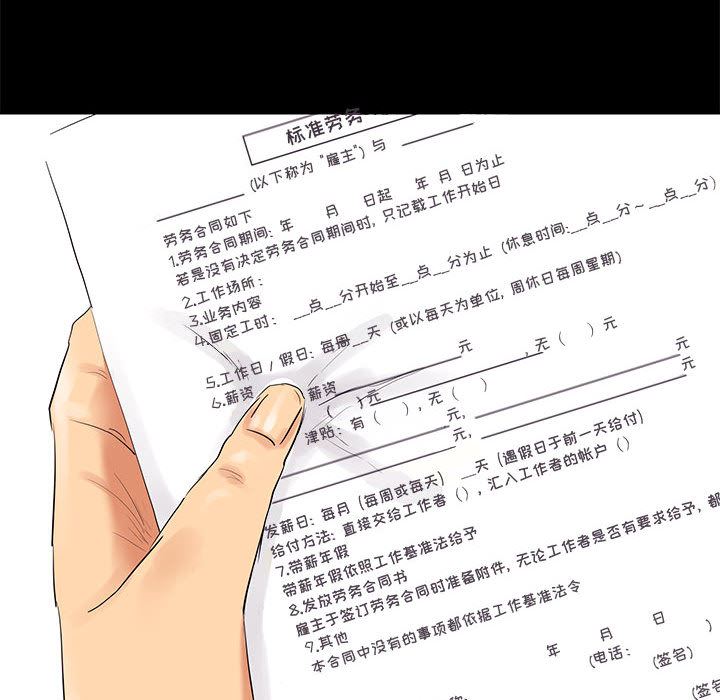 标准劳务
(以下称为"雇主")与
劳务合同如下
1.劳务合同期间: 年 月 日起 年 月 日为止
若是没有决定劳务合同期间时, 只记载工作开始日
2.工作场所:
3.业务内容
4.固定工时: __点__分开始至__点__分为止 (休息时间:__点__分~__点__分)
5.工作日/假日: 每周__天 (或以每天为单位, 周休日每周星期)
6.薪资 薪资 元
( )元 , 无 ( ) 元
津贴: 有 ( ), 无 ( )
元, 元
元, 元
发薪日: 每月 (每周或每天) __天 (遇假日于前一天给付)
给付方法: 直接交给工作者 (), 汇入工作者的帐户 ()
7.带薪年假
带薪年假依照工作基准法给予
8.发放劳务合同书
雇主于签订劳务合同时准备附件, 无论工作者是否有要求给予, 都
9.其他
本合同中没有的事项都依据工作基准法令
年 月 日
(电话: )
(签名)
(签名